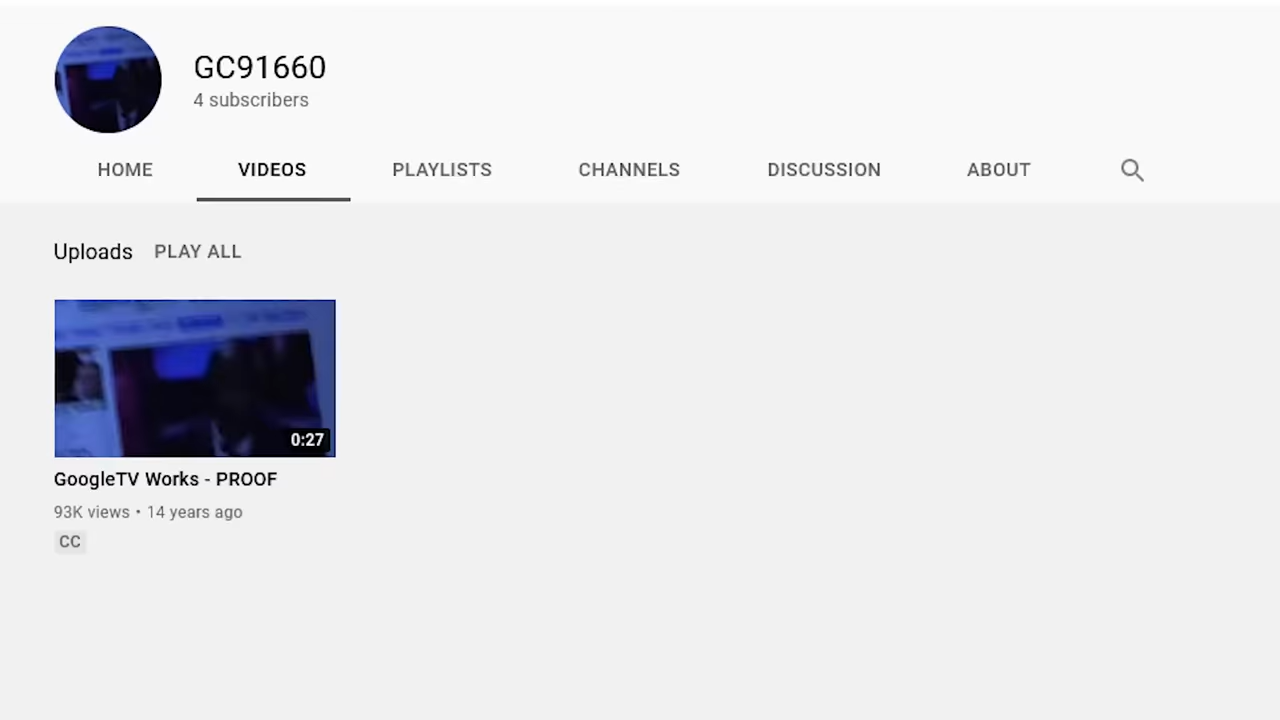 GC91660
4 subscribers
HOME VIDEOS PLAYLISTS CHANNELS DISCUSSION ABOUT
Uploads PLAY ALL
0:27
GoogleTV Works - PROOF
93K views • 14 years ago
CC